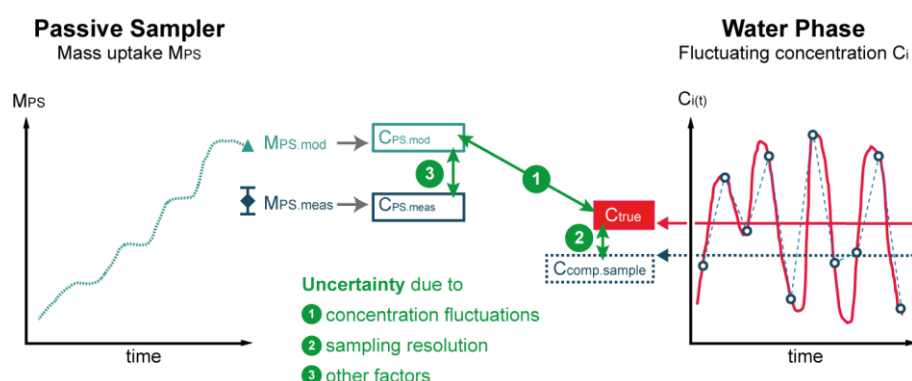 Passive Sampler
Mass uptake MPS
Water Phase
Fluctuating concentration Ci
MPS
MPS.mod
CPS.mod
3
MPS.meas
CPS.meas
1
Ctrue
2
Ccomp.sample
Ci(t)
Uncertainty due to
1 concentration fluctuations
2 sampling resolution
3 other factors
time
time